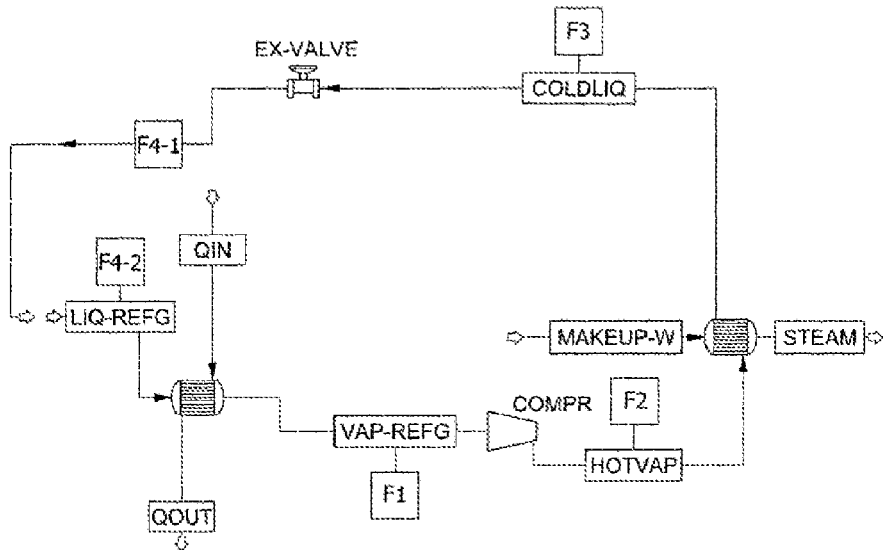 F3
EX-VALVE
COLDLIQ
F4-1
QIN
F4-2
LIQ-REFG
MAKEUP-W
STEAM
COMPR
F2
VAP-REFG
HOTVAP
F1
QOUT